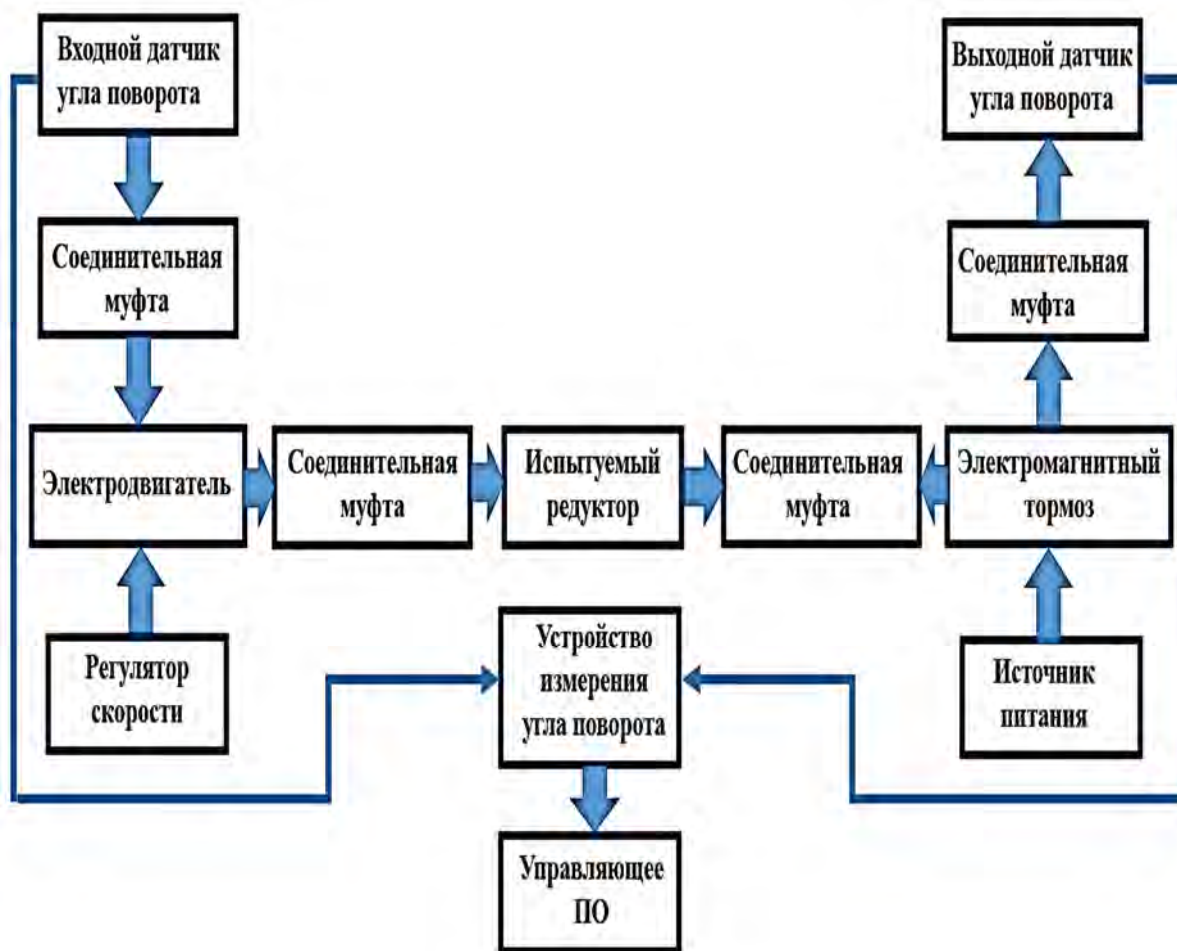 Входной датчик
угла поворота
Выходной датчик
угла поворота
Соединительная
муфта
Соединительная
муфта
Электродвигатель
Соединительная
муфта
Испытуемый
редуктор
Соединительная
муфта
Электромагнитный
тормоз
Регулятор
скорости
Устройство
измерения
угла поворота
Источник
питания
Управляющее
ПО